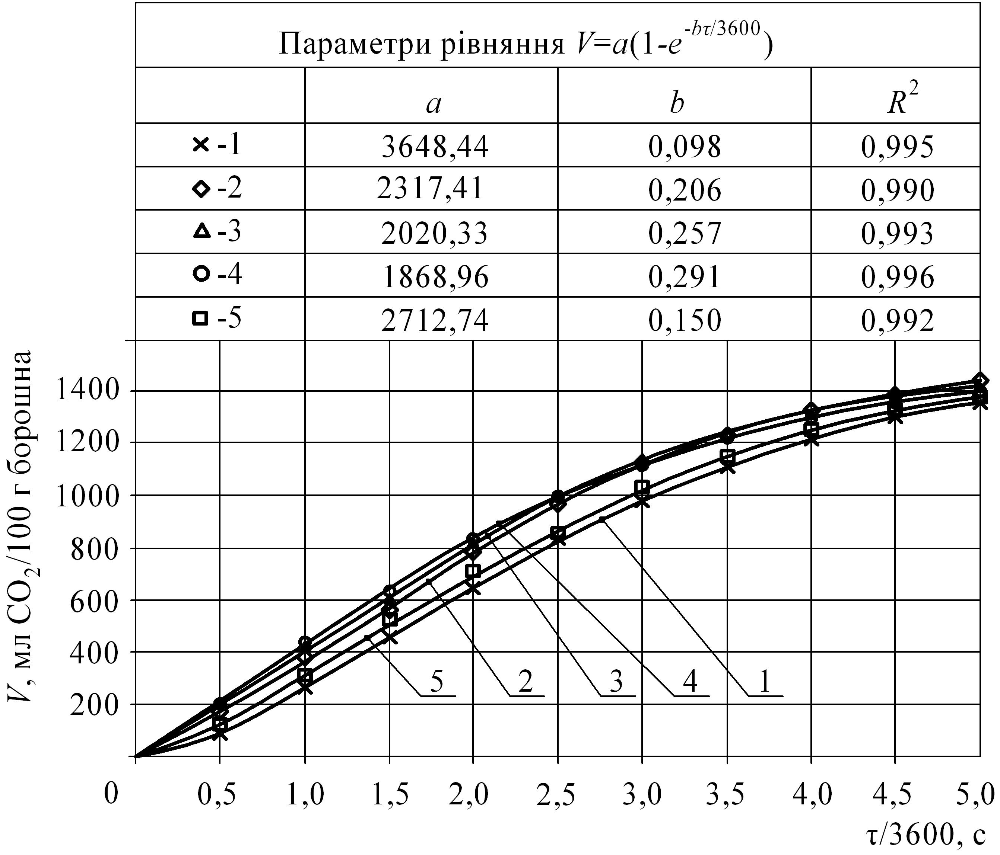 Параметри рівняння V=a(1-e^-bτ/3600)
a b R²
-1 3648,44 0,098 0,995
-2 2317,41 0,206 0,990
-3 2020,33 0,257 0,993
-4 1868,96 0,291 0,996
-5 2712,74 0,150 0,992
V, мл CO₂/100 г борошна
1400
1200
1000
800
600
400
200
5 2 3 4 1
0 0,5 1,0 1,5 2,0 2,5 3,0 3,5 4,0 4,5 5,0
τ/3600, с